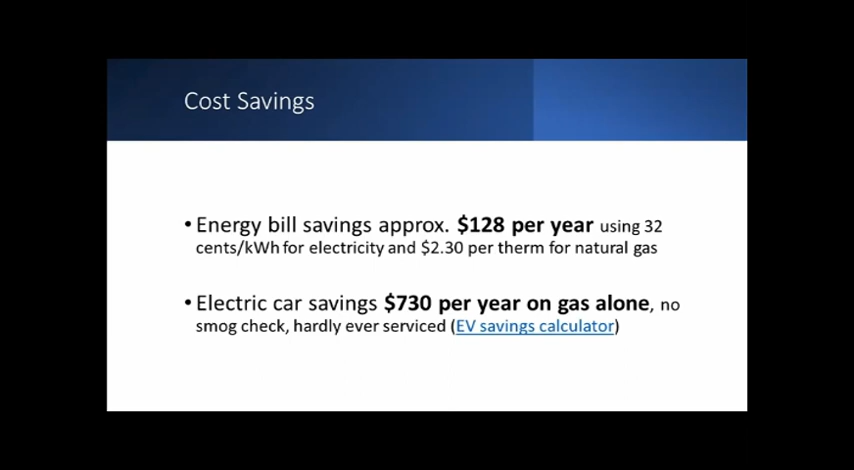 Cost Savings
• Energy bill savings approx. $128 per year using 32
cents/kWh for electricity and $2.30 per therm for natural gas
• Electric car savings $730 per year on gas alone, no
smog check, hardly ever serviced (EV savings calculator)